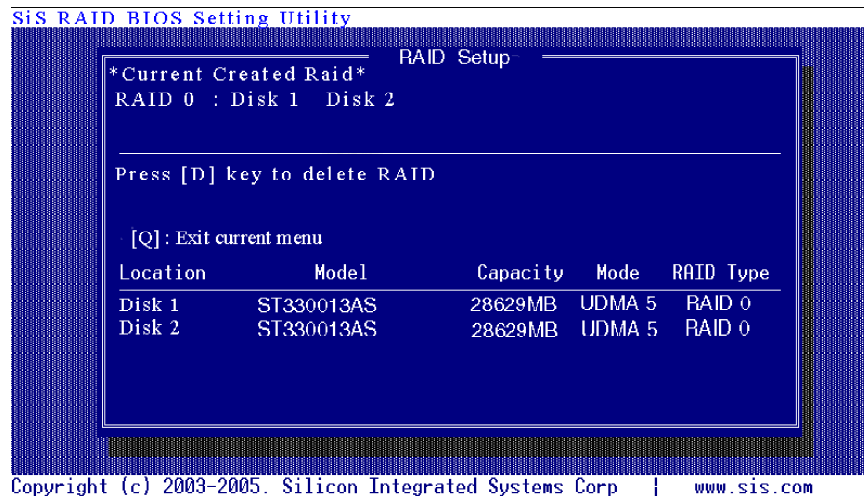 SiS RAID BIOS Setting Utility
RAID Setup
*Current Created Raid*
RAID 0 : Disk 1 Disk 2
Press [D] key to delete RAID
[Q] : Exit current menu
Location Model Capacity Mode RAID Type
Disk 1 ST330013AS 28629MB UDMA 5 RAID 0
Disk 2 ST330013AS 28629MB UDMA 5 RAID 0
Copyright (c) 2003-2005. Silicon Integrated Systems Corp | www.sis.com